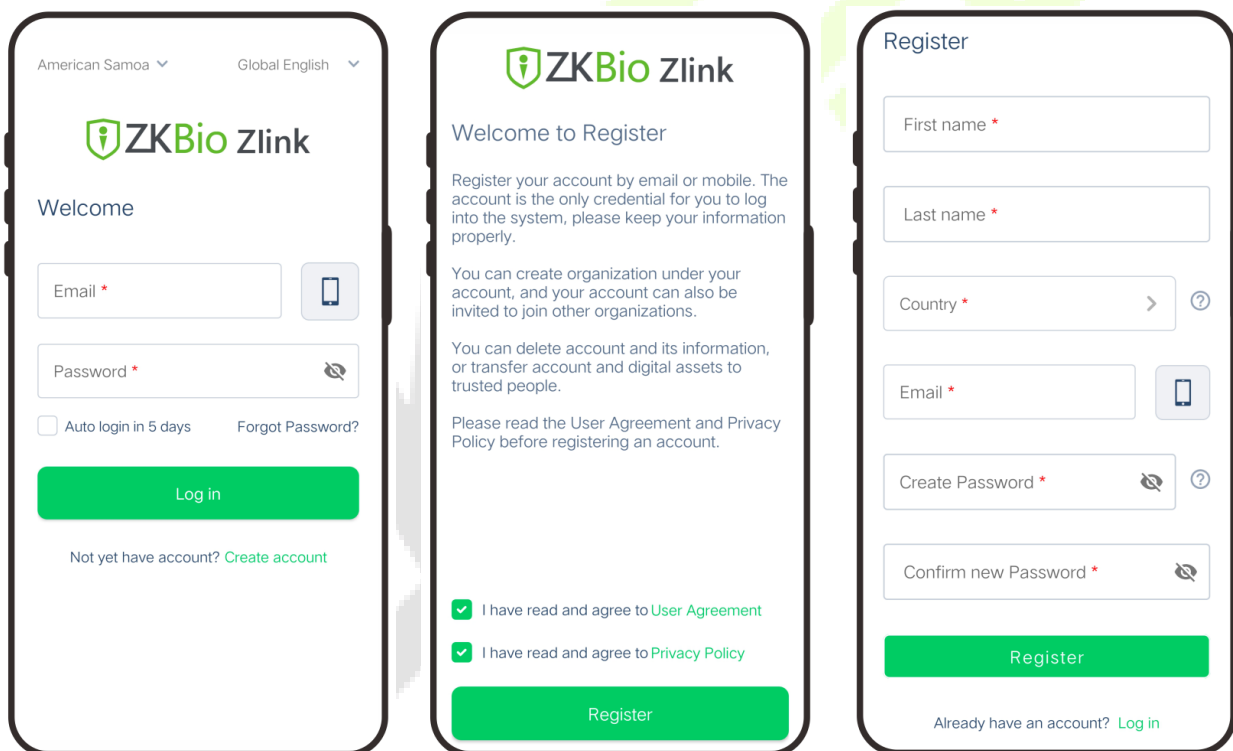 American Samoa Global English
ZKBio Zlink
Welcome
Email *
Password *
Auto login in 5 days Forgot Password?
Log in
Not yet have account? Create account
ZKBio Zlink
Welcome to Register
Register your account by email or mobile. The
account is the only credential for you to log
into the system, please keep your information
properly.
You can create organization under your
account, and your account can also be
invited to join other organizations.
You can delete account and its information,
or transfer account and digital assets to
trusted people.
Please read the User Agreement and Privacy
Policy before registering an account.
I have read and agree to User Agreement
I have read and agree to Privacy Policy
Register
Register
First name *
Last name *
Country *
Email *
Create Password *
Confirm new Password *
Register
Already have an account? Log in